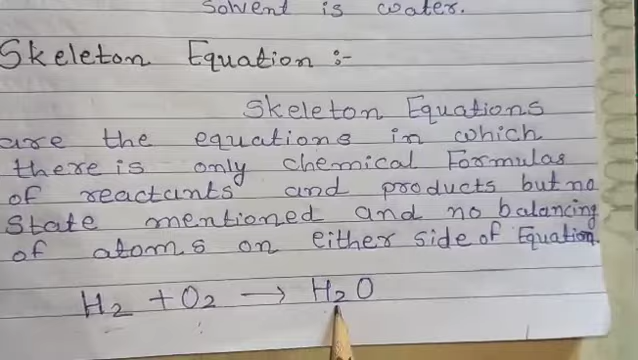 Solvent is water.
Skeleton Equation :-
Skeleton Equations
are the equations in which
there is only chemical Formulas
of reactants and products but no
State mentioned and no balancing
of atoms on either side of Equation.
H₂ + O₂ → H₂O